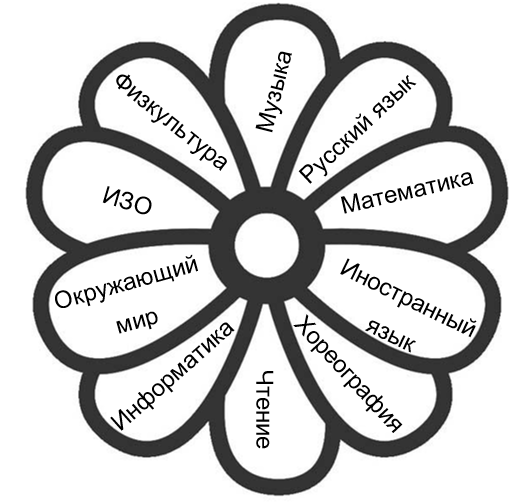 Музыка
Русский язык
Математика
Иностранный
язык
Хореография
Чтение
Информатика
Окружающий
мир
ИЗО
Физкультура